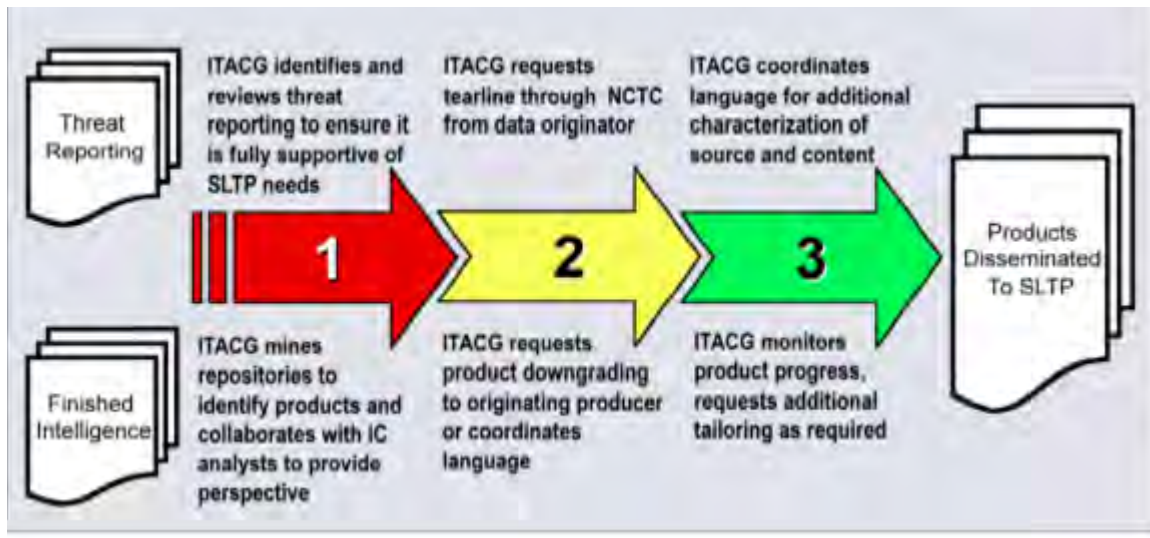 Threat
Reporting
ITACG identifies and
reviews threat
reporting to ensure it
is fully supportive of
SLTP needs
ITACG requests
tearline through NCTC
from data originator
ITACG coordinates
language for additional
characterization of
source and content
1
2
3
Products
Disseminated
To SLTP
Finished
Intelligence
ITACG mines
repositories to
identify products and
collaborates with IC
analysts to provide
perspective
ITACG requests
product downgrading
to originating producer
or coordinates
language
ITACG monitors
product progress,
requests additional
tailoring as required